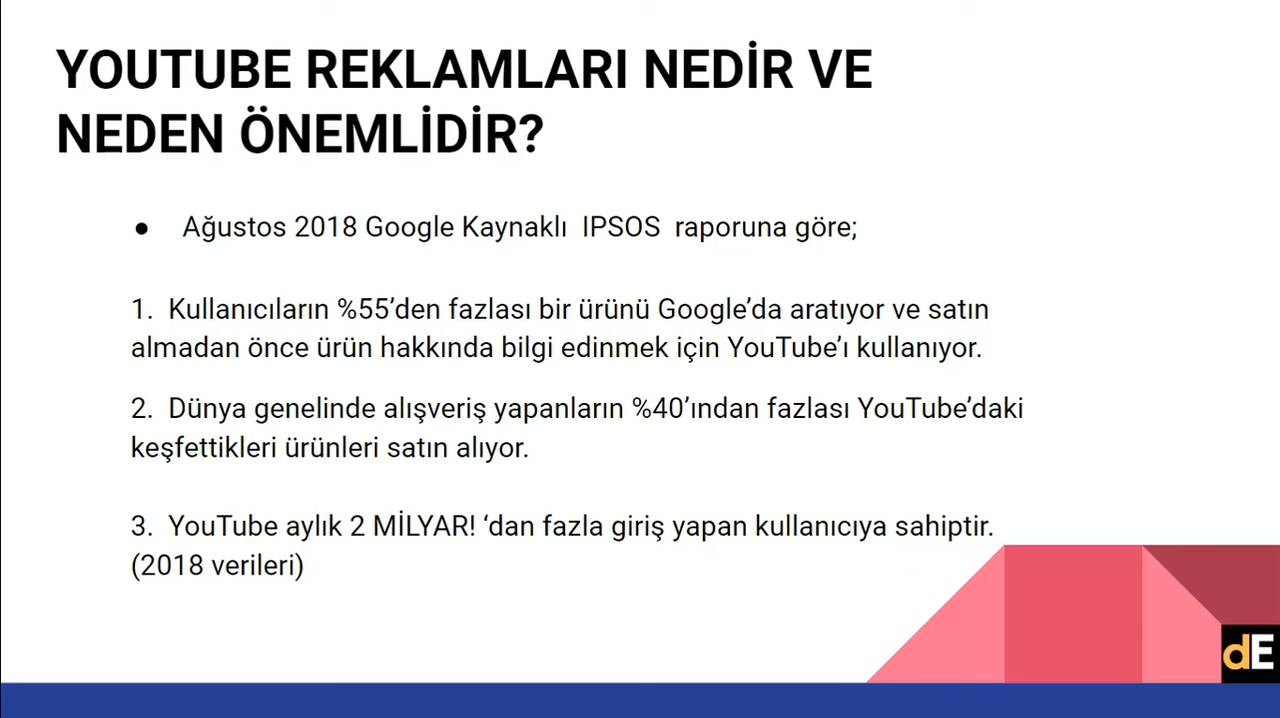 YOUTUBE REKLAMLARI NEDİR VE
NEDEN ÖNEMLİDİR?
● Ağustos 2018 Google Kaynaklı IPSOS raporuna göre;
1. Kullanıcıların %55’den fazlası bir ürünü Google’da aratıyor ve satın
almadan önce ürün hakkında bilgi edinmek için YouTube’ı kullanıyor.
2. Dünya genelinde alışveriş yapanların %40’ından fazlası YouTube’daki
keşfettikleri ürünleri satın alıyor.
3. YouTube aylık 2 MİLYAR! ‘dan fazla giriş yapan kullanıcıya sahiptir.
(2018 verileri)
dE